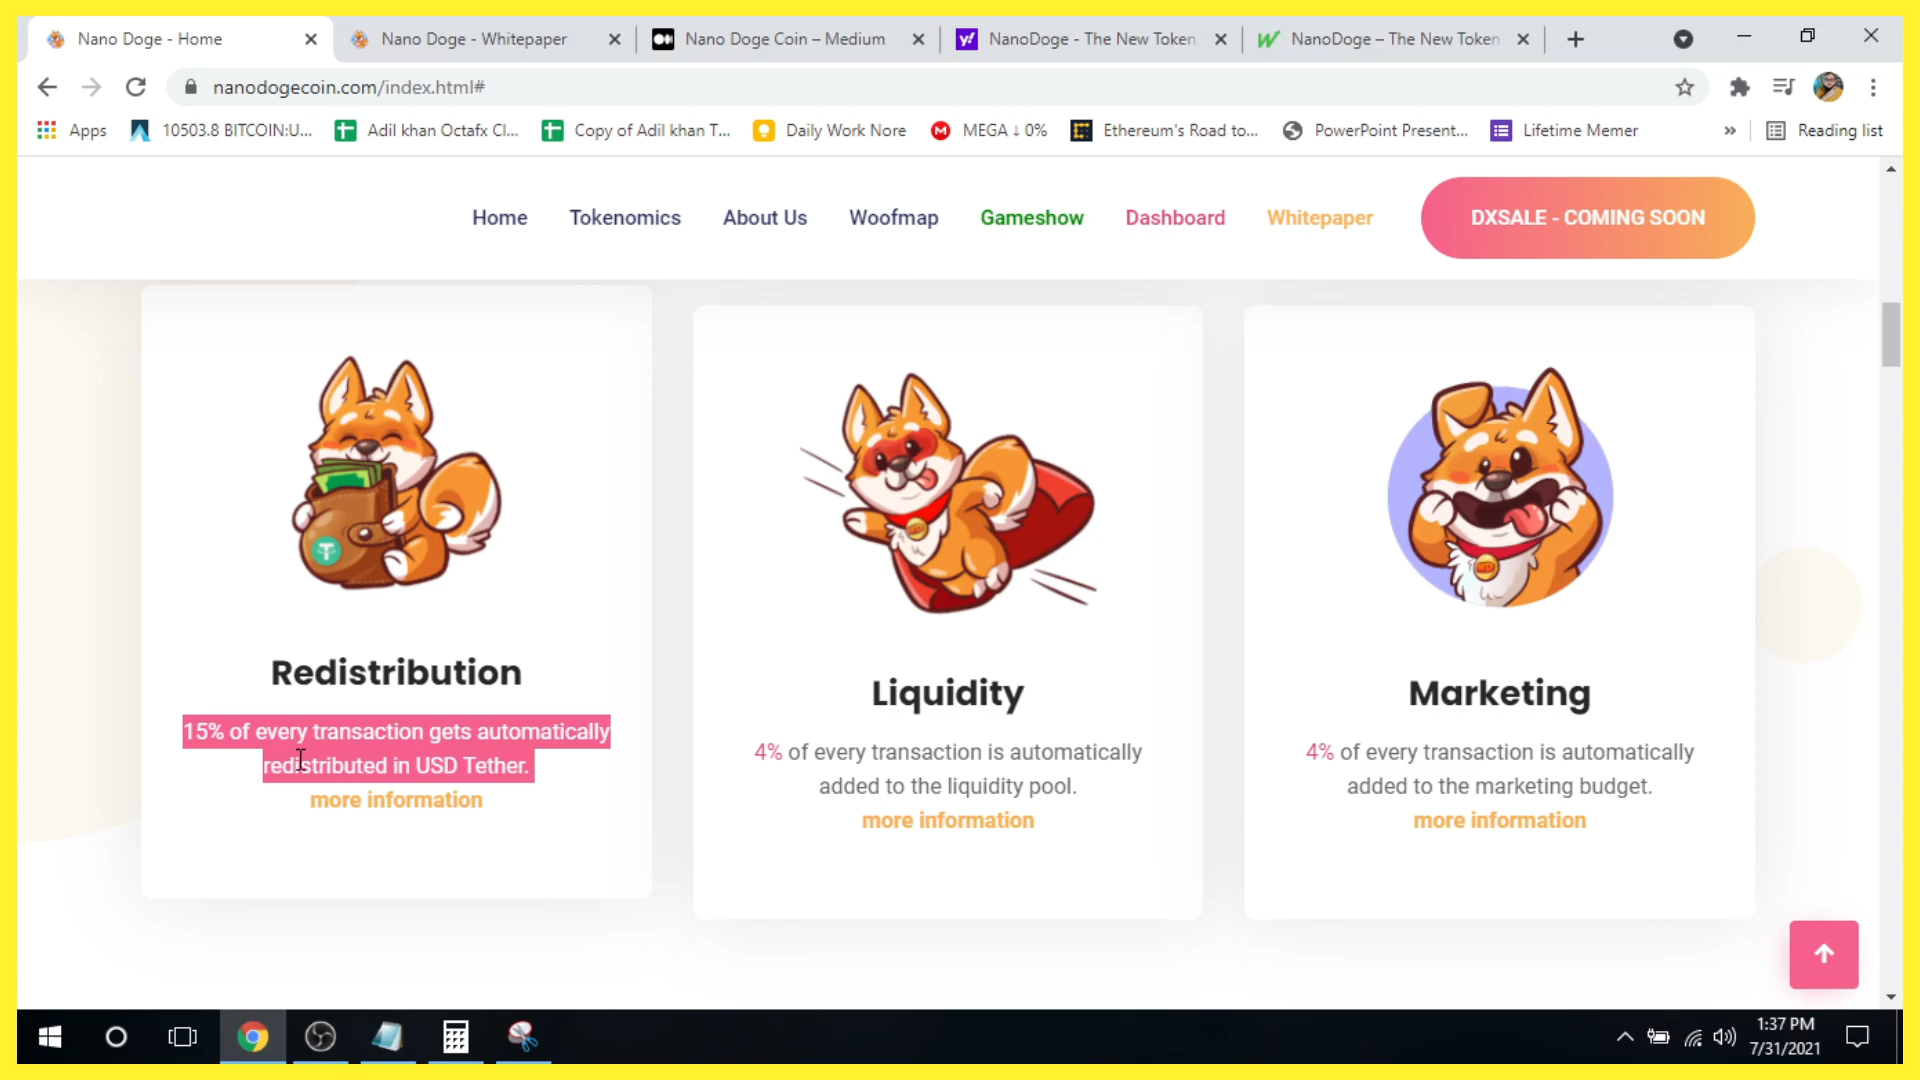 Nano Doge - Home
Nano Doge - Whitepaper
Nano Doge Coin – Medium
NanoDoge - The New Token
NanoDoge – The New Token
nanodogecoin.com/index.html#
Apps
10503.8 BITCOIN:U...
Adil khan Octafx Cl...
Copy of Adil khan T...
Daily Work Nore
MEGA ↓ 0%
Ethereum's Road to...
PowerPoint Present...
Lifetime Memer
»
Reading list
Home
Tokenomics
About Us
Woofmap
Gameshow
Dashboard
Whitepaper
DXSALE - COMING SOON
Redistribution
15% of every transaction gets automatically
redistributed in USD Tether.
more information
Liquidity
4% of every transaction is automatically
added to the liquidity pool.
more information
Marketing
4% of every transaction is automatically
added to the marketing budget.
more information
1:37 PM
7/31/2021